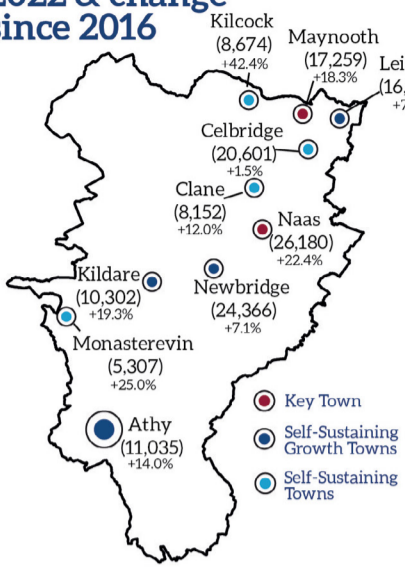 2022 & change
since 2016
Kilcock
(8,674)
+42.4%
Maynooth
(17,259)
+18.3%
Lei
(16,
+7
Celbridge
(20,601)
+1.5%
Clane
(8,152)
+12.0%
Naas
(26,180)
+22.4%
Kildare
(10,302)
+19.3%
Newbridge
(24,366)
+7.1%
Monasterevin
(5,307)
+25.0%
Athy
(11,035)
+14.0%
Key Town
Self-Sustaining
Growth Towns
Self-Sustaining
Towns